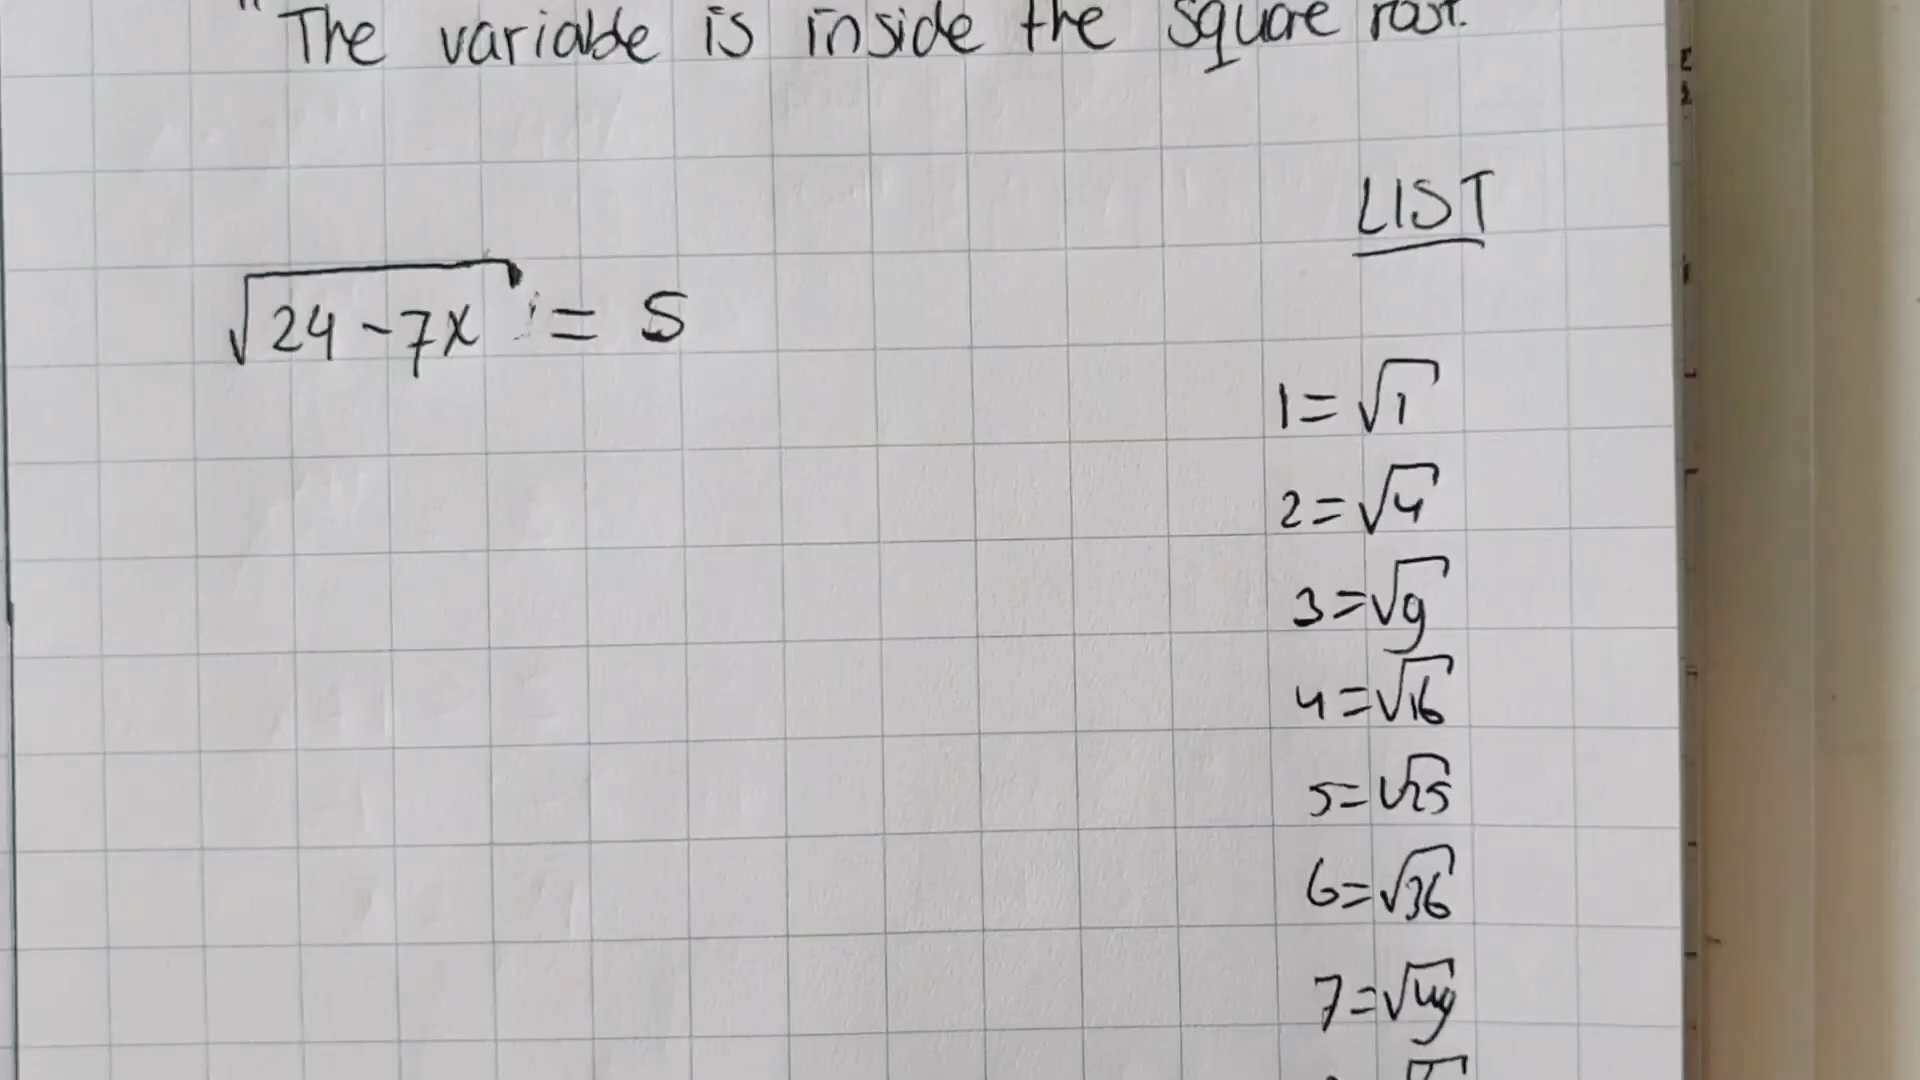 "The variable is inside the square root.
LIST
√24-7x = 5
1=√1
2=√4
3=√9
4=√16
5=√25
6=√36
7=√49